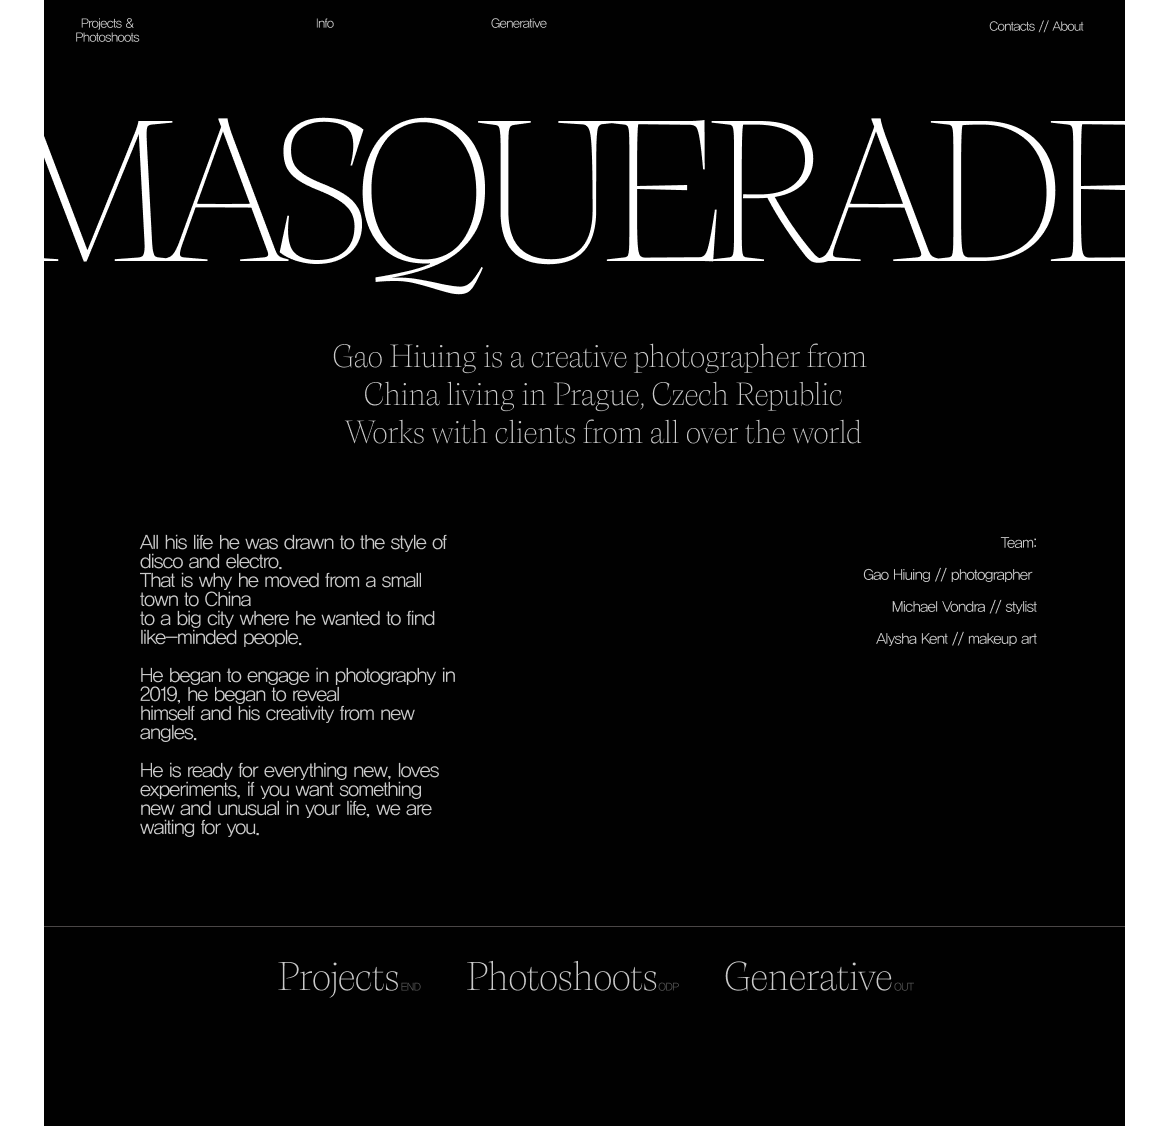 Projects &
Photoshoots
Info
Generative
Contacts // About
MASQUERADE
Gao Hiuing is a creative photographer from
China living in Prague, Czech Republic
Works with clients from all over the world
All his life he was drawn to the style of
disco and electro.
That is why he moved from a small
town to China
to a big city where he wanted to find
like—minded people.
He began to engage in photography in
2019, he began to reveal
himself and his creativity from new
angles.
He is ready for everything new, loves
experiments, if you want something
new and unusual in your life, we are
waiting for you.
Team:
Gao Hiuing // photographer
Michael Vondra // stylist
Alysha Kent // makeup art
Projects END
Photoshoots ODP
Generative OUT